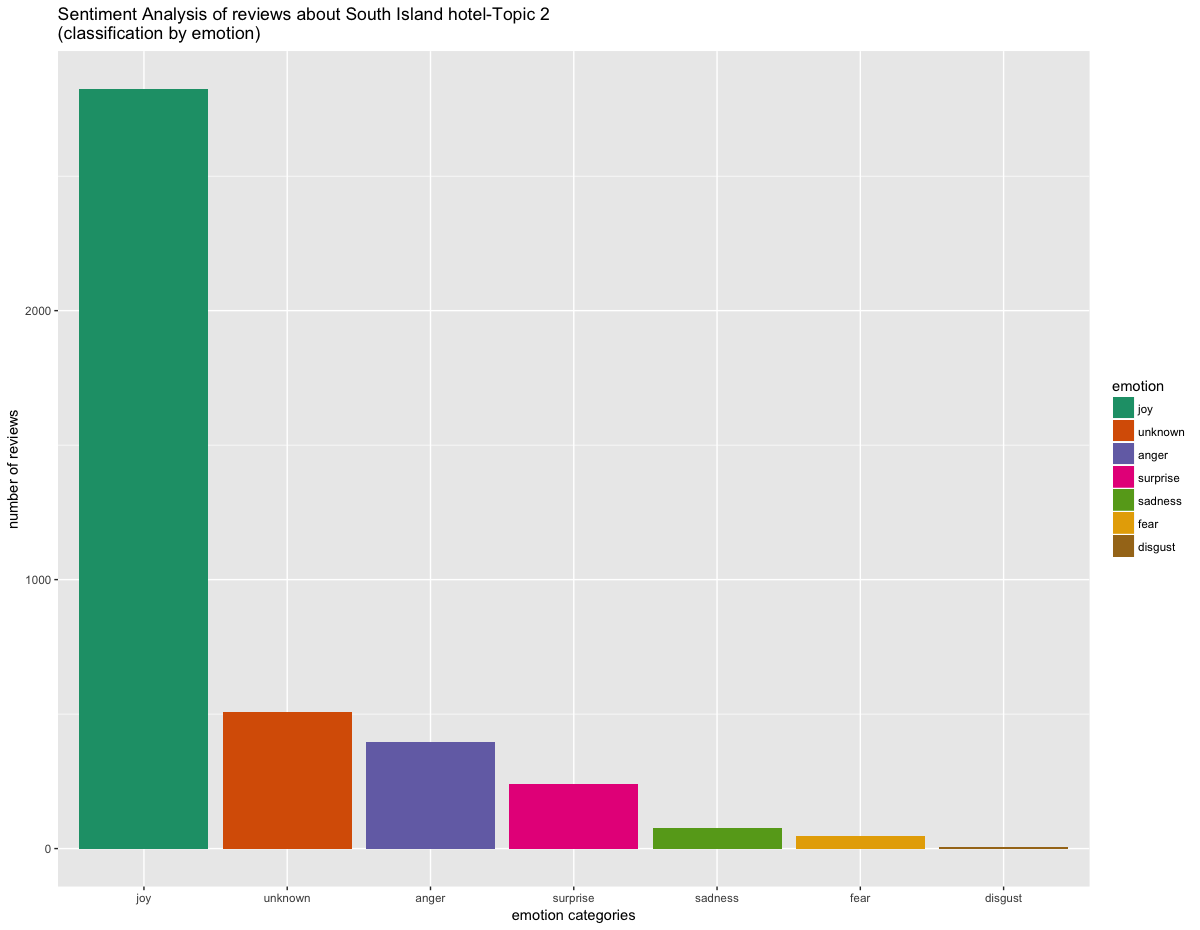 Sentiment Analysis of reviews about South Island hotel-Topic 2
(classification by emotion)
number of reviews
2000
1000
0
joy
unknown
anger
surprise
sadness
fear
disgust
emotion categories
emotion
joy
unknown
anger
surprise
sadness
fear
disgust